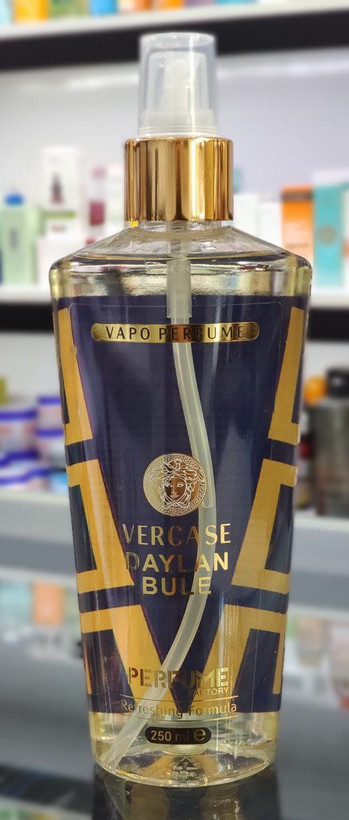 VAPO PERFUME
VERCASE
DAYLAN
BULE
PERFUME
FACTORY
Refreshing Formula
250 ml e